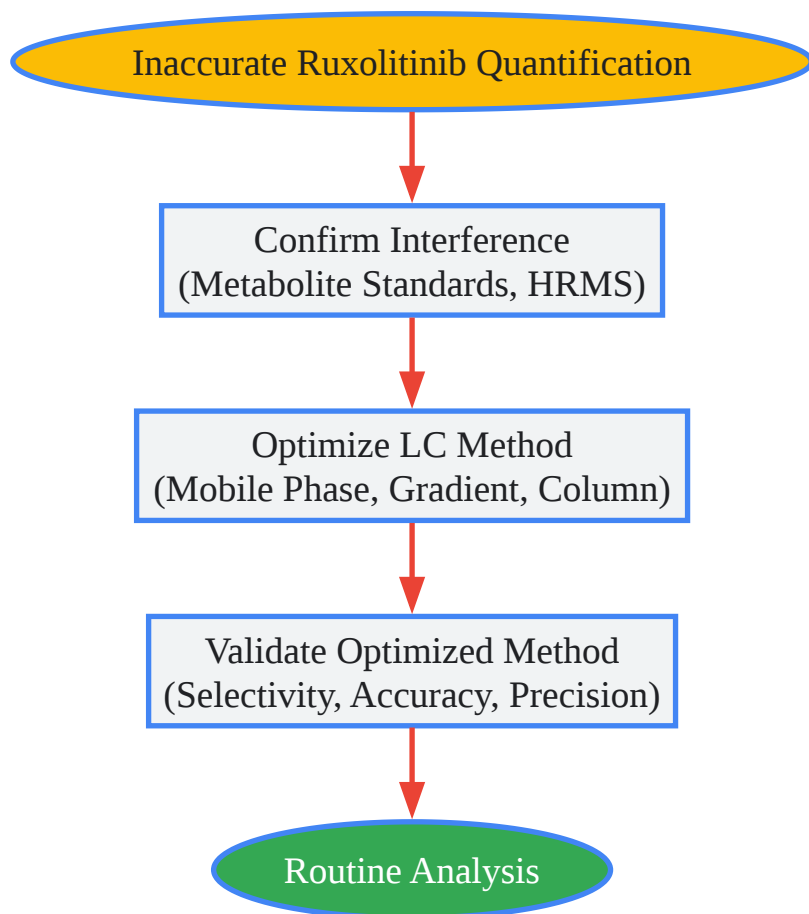 Inaccurate Ruxolitinib Quantification
Confirm Interference
(Metabolite Standards, HRMS)
Optimize LC Method
(Mobile Phase, Gradient, Column)
Validate Optimized Method
(Selectivity, Accuracy, Precision)
Routine Analysis